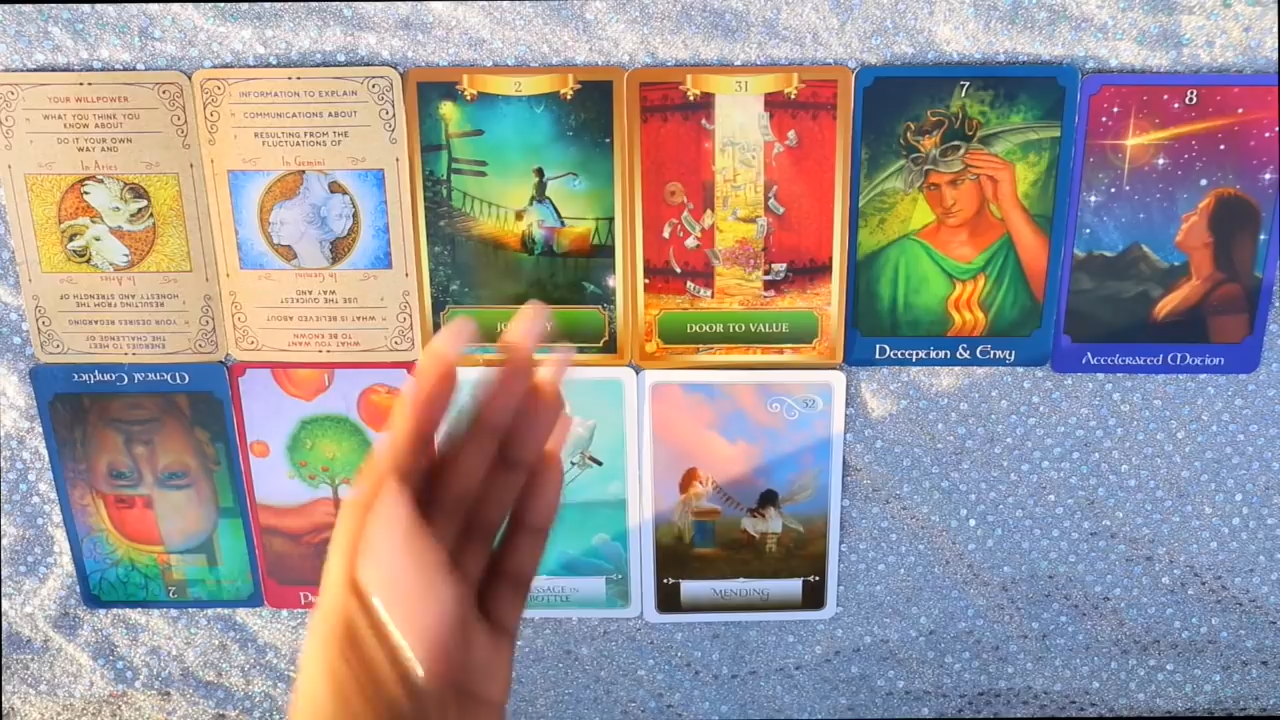 YOUR WILLPOWER
WHAT YOU THINK YOU
KNOW ABOUT
DO IT YOUR OWN
WAY AND
In Aries
In Aries
RESULTING FROM THE
HONESTY AND STRENGTH OF
YOUR DESIRES REGARDING
ENERGIES TO MEET
THE CHALLENGE OF
INFORMATION TO EXPLAIN
COMMUNICATIONS ABOUT
RESULTING FROM THE
FLUCTUATIONS OF
In Gemini
In Gemini
USE THE QUICKEST
WAY AND
WHAT IS BELIEVED ABOUT
WHAT YOU WANT
TO BE KNOWN
2
31
DOOR TO VALUE
7
Deception & Envy
8
Accelerated Motion
Mental Conflict
2
1
IN
BOTTLE
52
MENDING